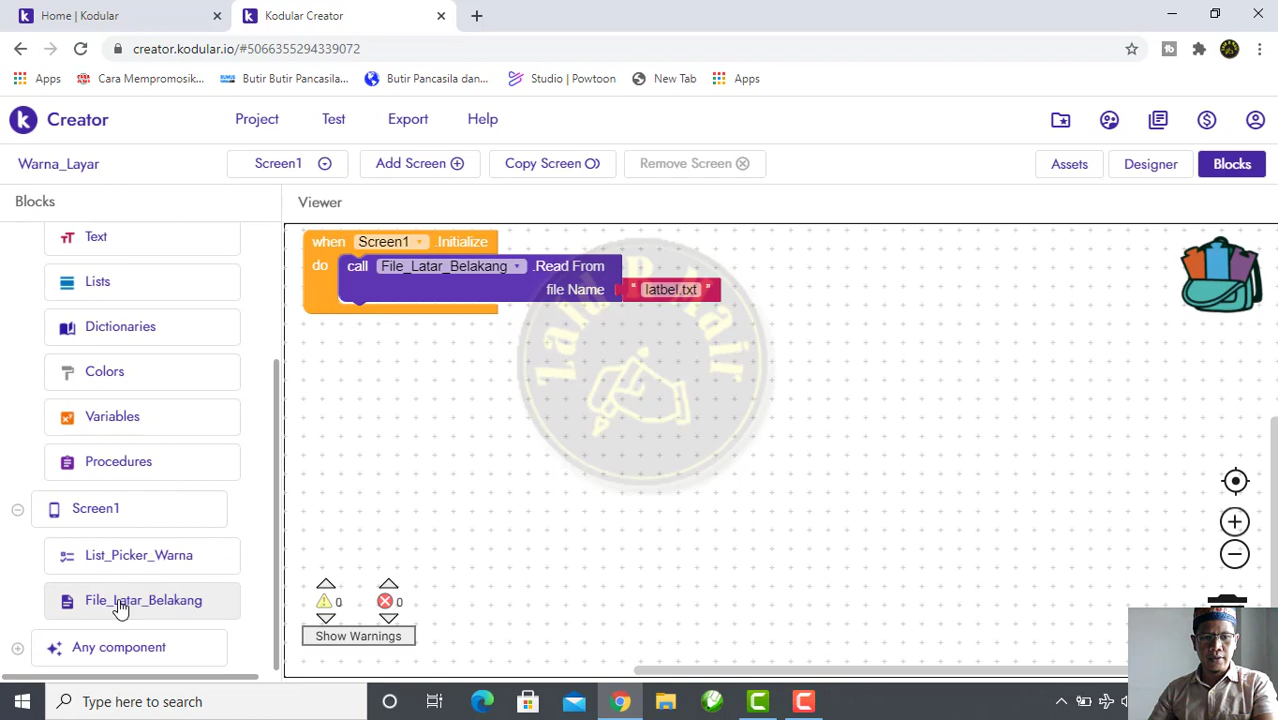 Home | Kodular
Kodular Creator
creator.kodular.io/#5066355294339072
Apps
Cara Mempromosik...
Butir Butir Pancasila...
Butir Pancasila dan...
Studio | Powtoon
New Tab
Apps
Creator
Project
Test
Export
Help
Warna_Layar
Screen1
Add Screen
Copy Screen
Remove Screen
Assets
Designer
Blocks
Blocks
Viewer
Text
Lists
Dictionaries
Colors
Variables
Procedures
Screen1
List_Picker_Warna
File_Latar_Belakang
Any component
when Screen1 .Initialize
do call File_Latar_Belakang .Read From
file Name " latbel.txt "
Lalu Pkair
0 0
Show Warnings
Type here to search